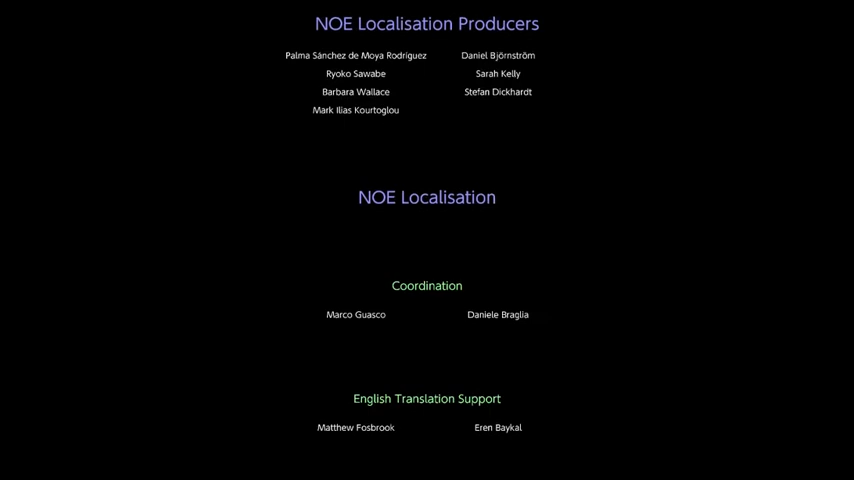 NOE Localisation Producers
Palma Sánchez de Moya Rodríguez Daniel Björnström
Ryoko Sawabe Sarah Kelly
Barbara Wallace Stefan Dickhardt
Mark Ilias Kourtoglou
NOE Localisation
Coordination
Marco Guasco Daniele Braglia
English Translation Support
Matthew Fosbrook Eren Baykal